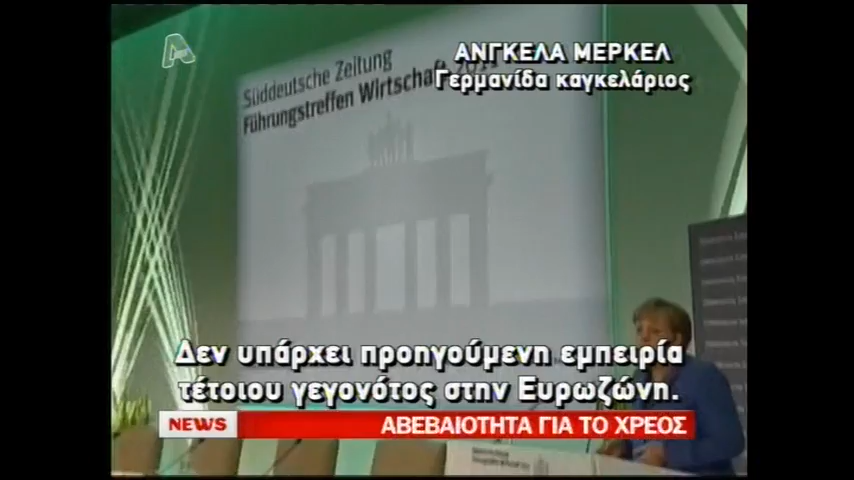 ΑΝΓΚΕΛΑ ΜΕΡΚΕΛ
Γερμανίδα καγκελάριος
Süddeutsche Zeitung
Führungstreffen Wirtschaft
Δεν υπάρχει προηγούμενη εμπειρία
τέτοιου γεγονότος στην Ευρωζώνη.
NEWS
ΑΒΕΒΑΙΟΤΗΤΑ ΓΙΑ ΤΟ ΧΡΕΟΣ